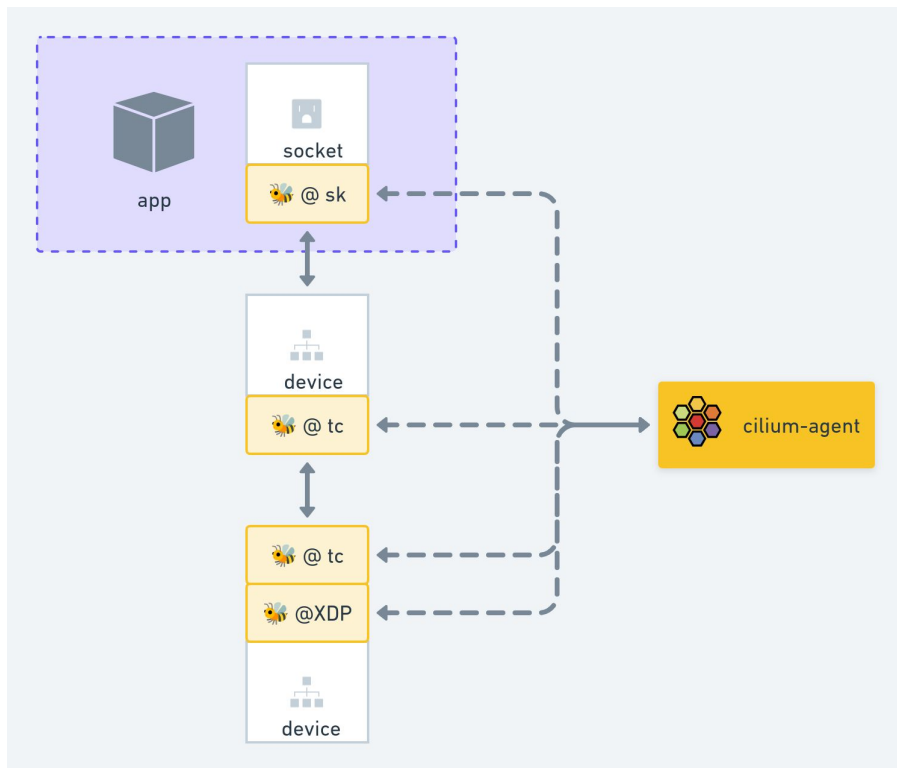 socket
app
@ sk
device
@ tc
cilium-agent
@ tc
@XDP
device